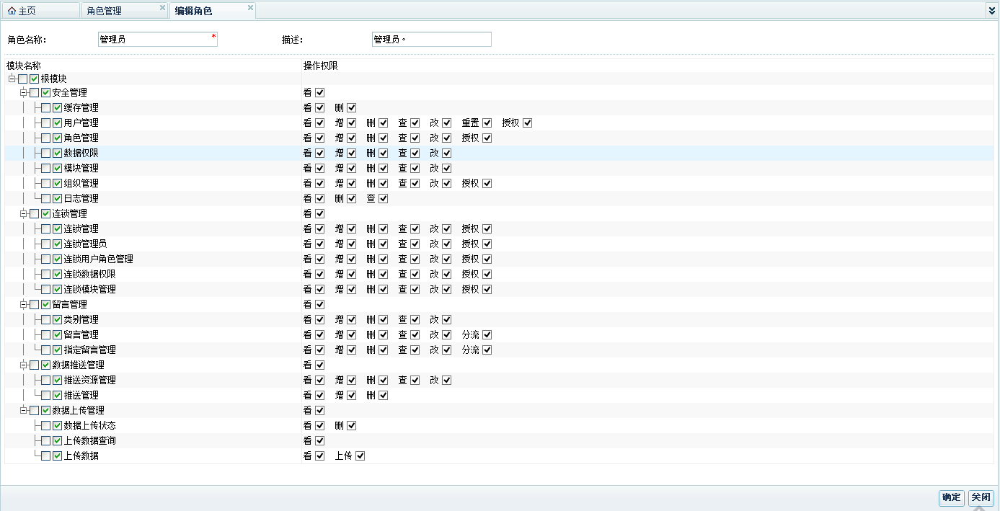 主页 角色管理 编辑角色
角色名称： 管理员 * 描述： 管理员。
模块名称 操作权限
根模块
安全管理 看
缓存管理 看 删
用户管理 看 增 删 查 改 重置 授权
角色管理 看 增 删 查 改 授权
数据权限 看 增 删 查 改
模块管理 看 增 删 查 改
组织管理 看 增 删 查 改 授权
日志管理 看 删 查
连锁管理 看
连锁管理 看 增 删 查 改 授权
连锁管理员 看 增 删 查 改 授权
连锁用户角色管理 看 增 删 查 改 授权
连锁数据权限 看 增 删 查 改 授权
连锁模块管理 看 增 删 查 改 授权
留言管理 看
类别管理 看 增 删 查 改
留言管理 看 增 删 查 改 分流
指定留言管理 看 增 删 查 改 分流
数据推送管理 看
推送资源管理 看 增 删 查 改
推送管理 看 增 删
数据上传管理 看
数据上传状态 看 删
上传数据查询 看
上传数据 看 上传
确定 关闭